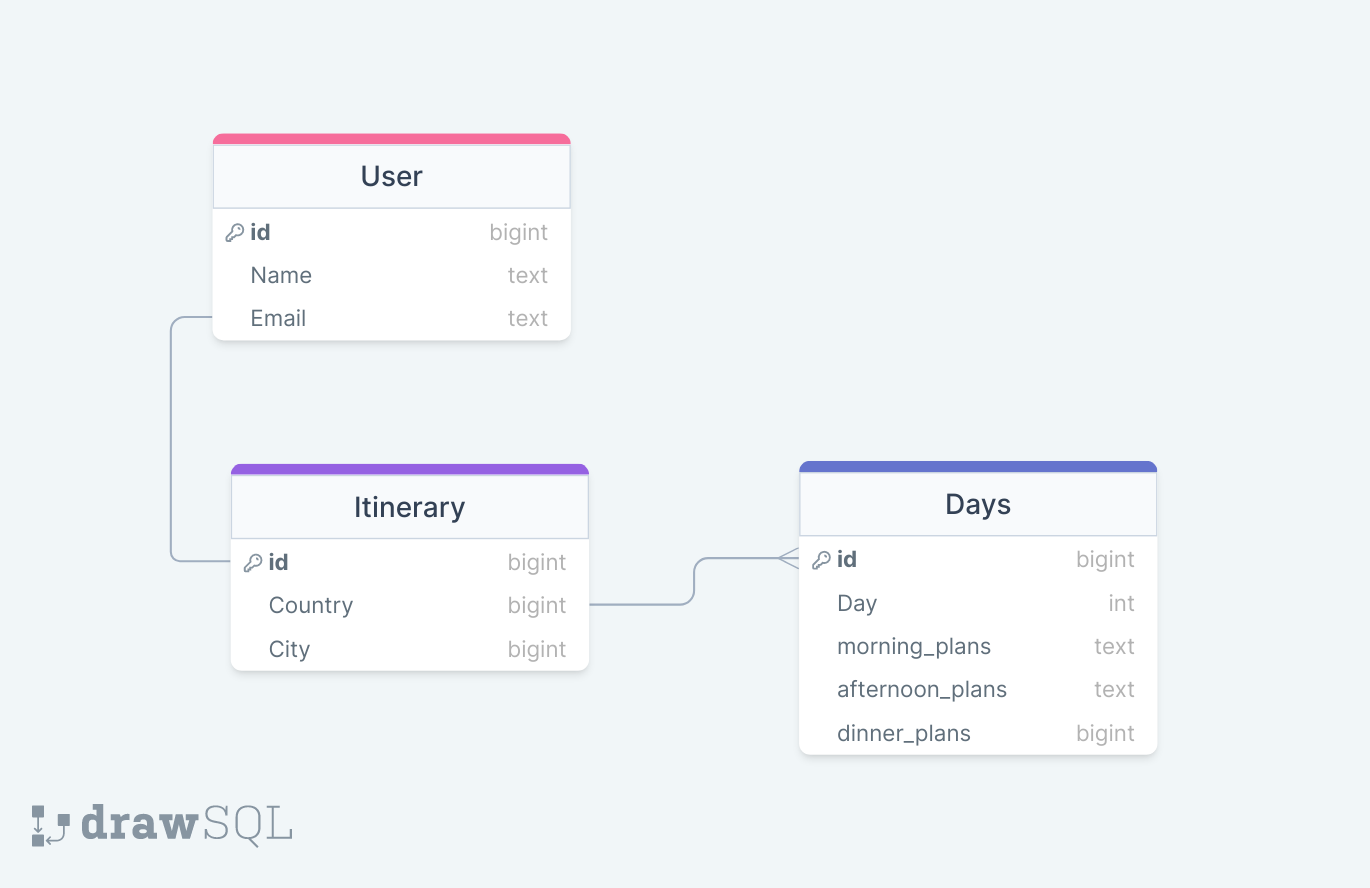 User
id bigint
Name text
Email text
Itinerary
id bigint
Country bigint
City bigint
Days
id bigint
Day int
morning_plans text
afternoon_plans text
dinner_plans bigint
drawSQL